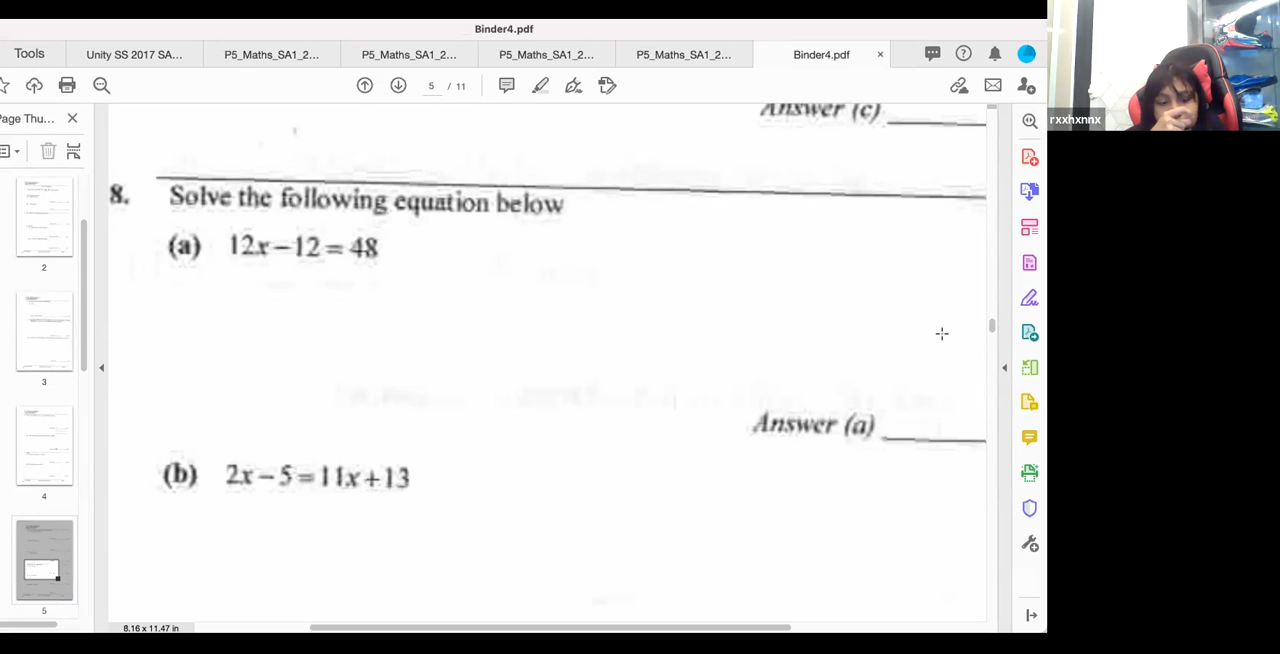 Binder4.pdf
Tools
Unity SS 2017 SA...
P5_Maths_SA1_2...
P5_Maths_SA1_2...
P5_Maths_SA1_2...
P5_Maths_SA1_2...
Binder4.pdf ×
5 / 11
rxxhxnnx
Page Thu...
2
3
4
5
Answer (c)
8. Solve the following equation below
(a) 12x−12=48
Answer (a)
(b) 2x−5=11x+13
8.16 x 11.47 in